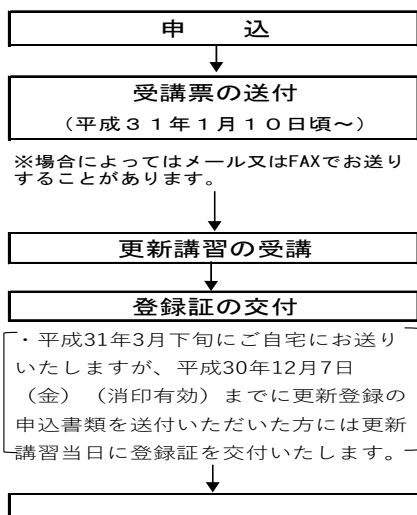 申　　込
受講票の送付
（平成３１年１月１０日頃～）
※場合によってはメール又はFAXでお送り
することがあります。
更新講習の受講
登録証の交付
・平成31年3月下旬にご自宅にお送り
いたしますが、平成30年12月7日
（金）（消印有効）までに更新登録の
申込書類を送付いただいた方には更新
講習当日に登録証を交付いたします。